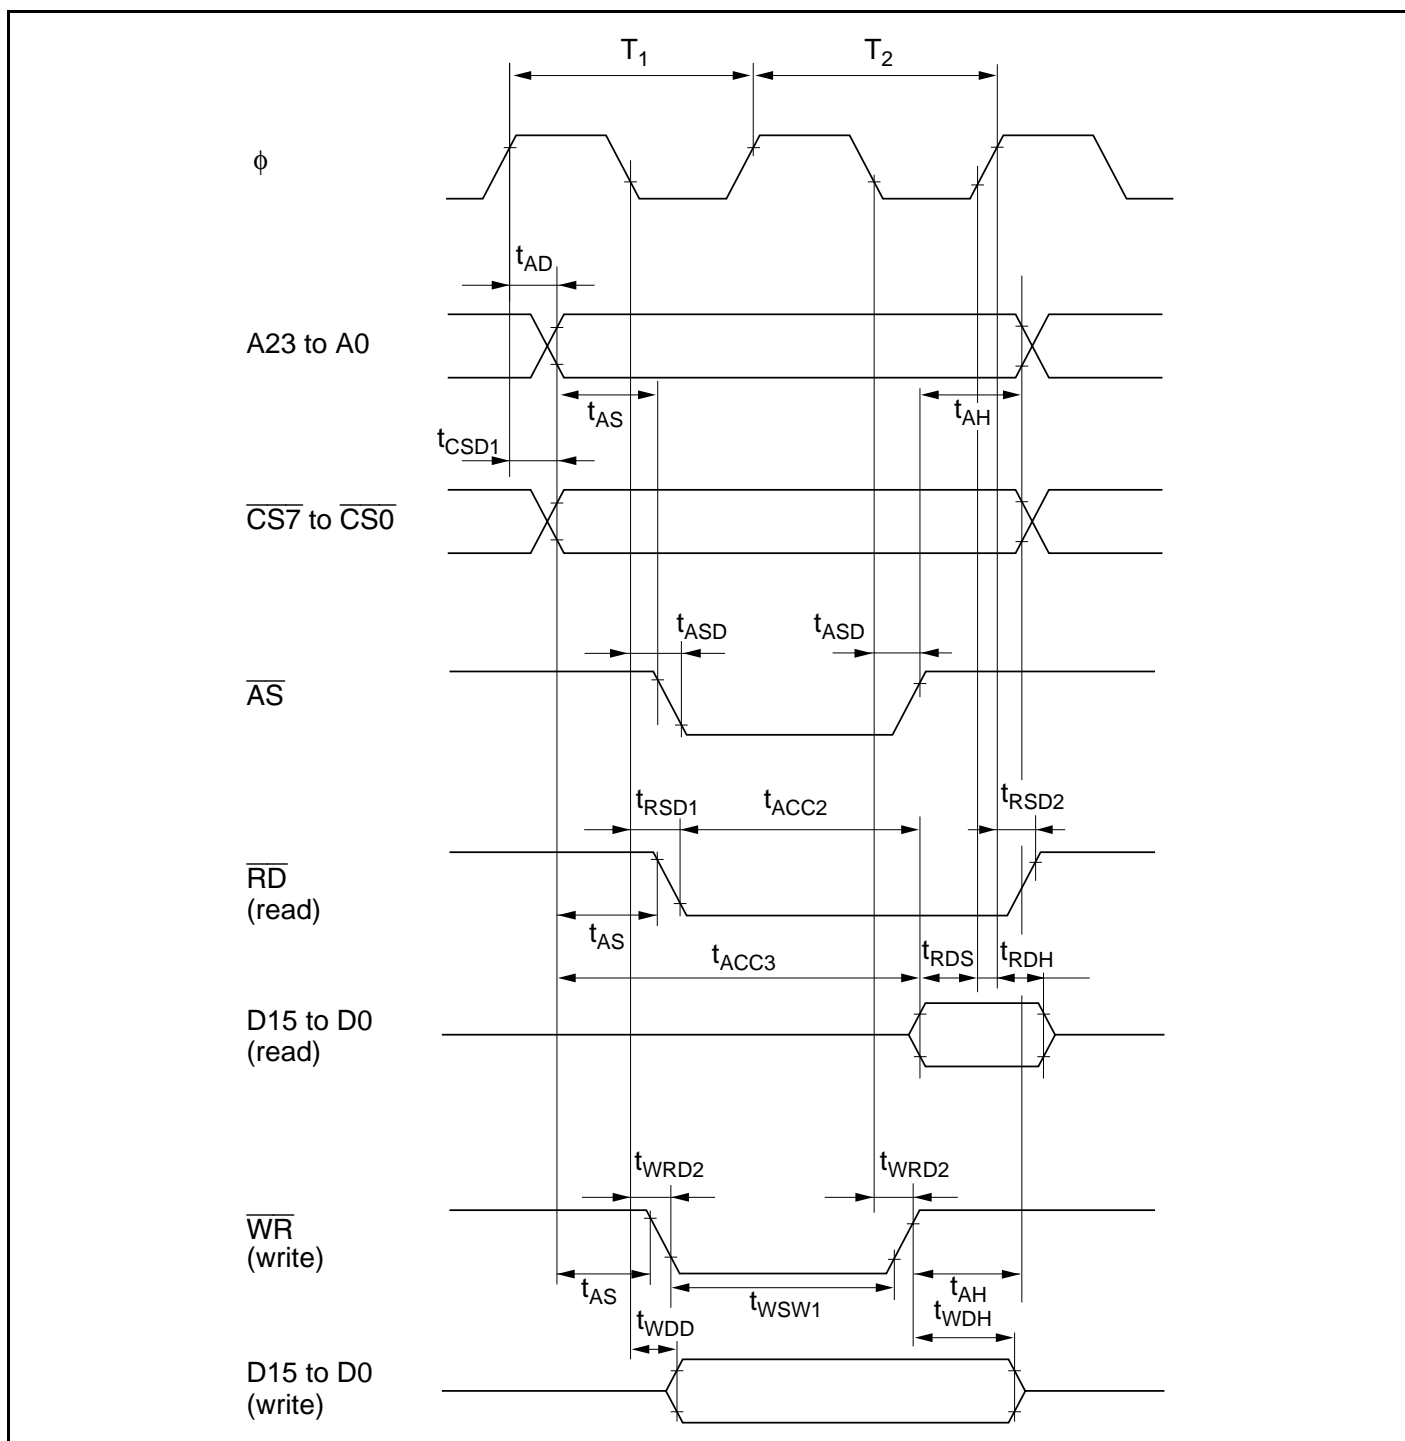 T1 T2
φ
tAD
A23 to A0
tAS tAH
tCSD1
CS7 to CS0
tASD tASD
AS
tRSD1 tACC2 tRSD2
RD
(read)
tAS
tACC3 tRDS tRDH
D15 to D0
(read)
tWRD2 tWRD2
WR
(write)
tAS tWSW1 tAH
tWDD tWDH
D15 to D0
(write)